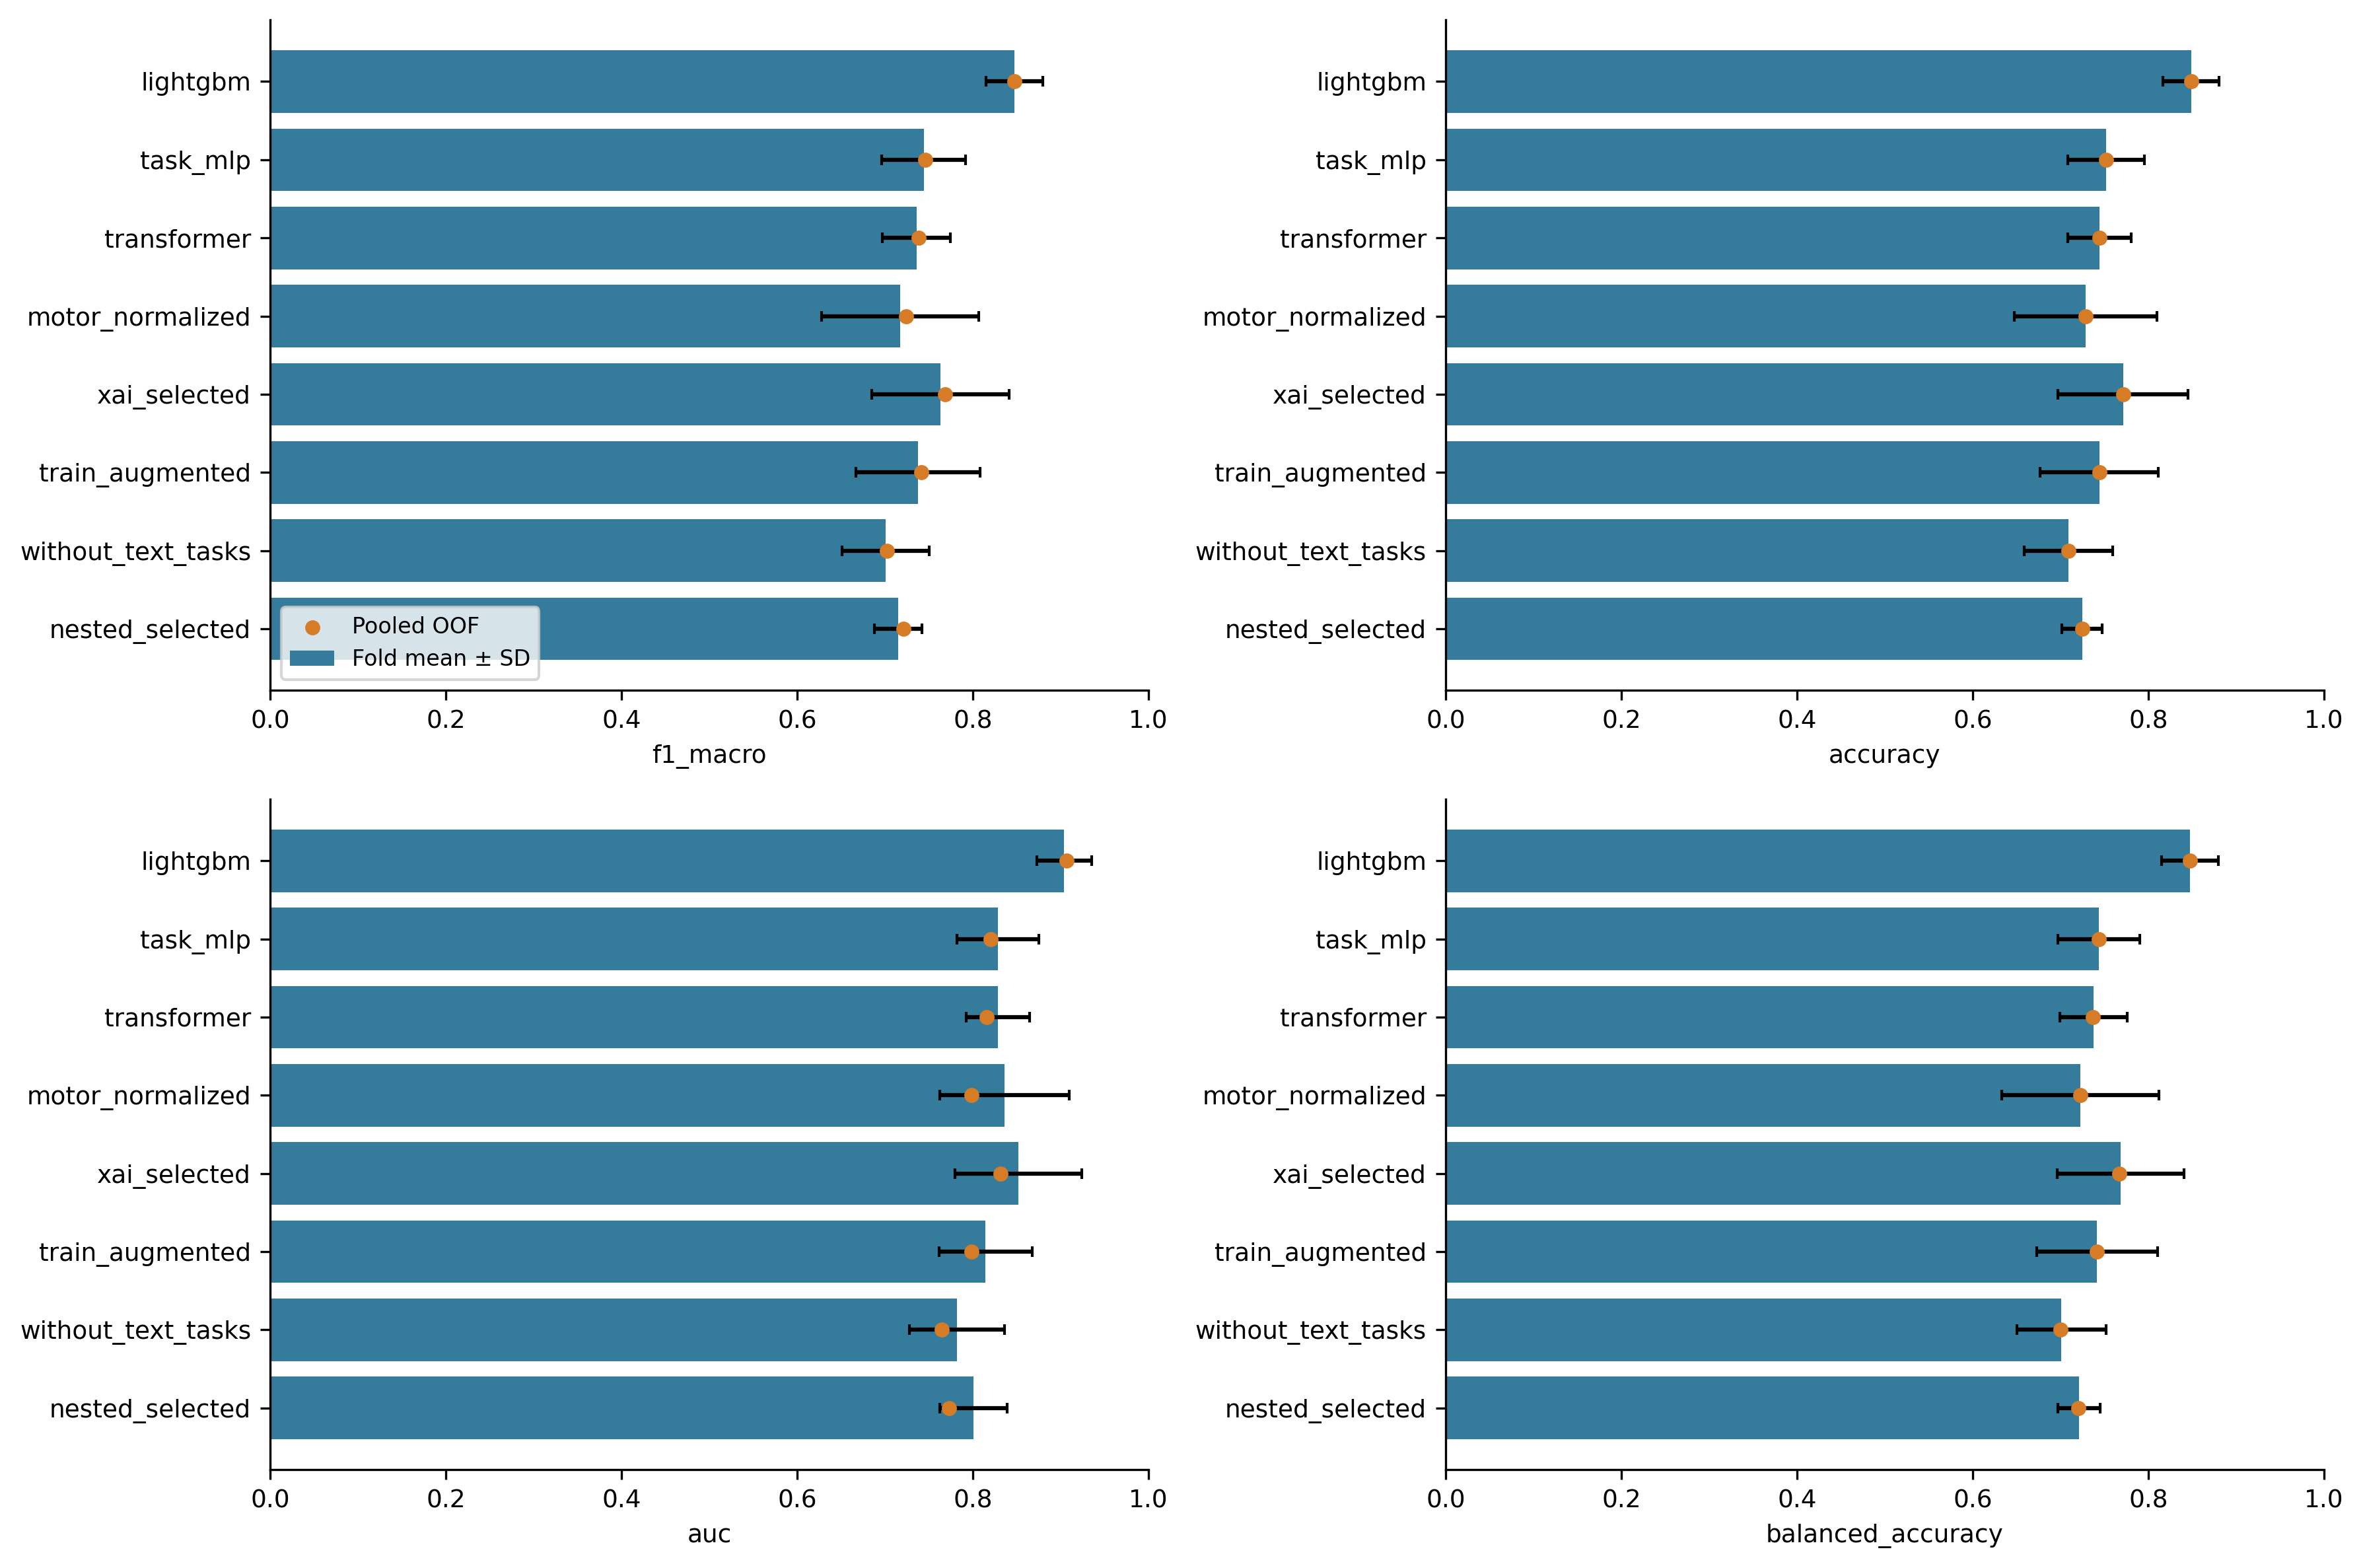 lightgbm
task_mlp
transformer
motor_normalized
xai_selected
train_augmented
without_text_tasks
nested_selected
Pooled OOF
Fold mean ± SD
0.0 0.2 0.4 0.6 0.8 1.0
f1_macro
lightgbm
task_mlp
transformer
motor_normalized
xai_selected
train_augmented
without_text_tasks
nested_selected
0.0 0.2 0.4 0.6 0.8 1.0
accuracy
lightgbm
task_mlp
transformer
motor_normalized
xai_selected
train_augmented
without_text_tasks
nested_selected
0.0 0.2 0.4 0.6 0.8 1.0
auc
lightgbm
task_mlp
transformer
motor_normalized
xai_selected
train_augmented
without_text_tasks
nested_selected
0.0 0.2 0.4 0.6 0.8 1.0
balanced_accuracy